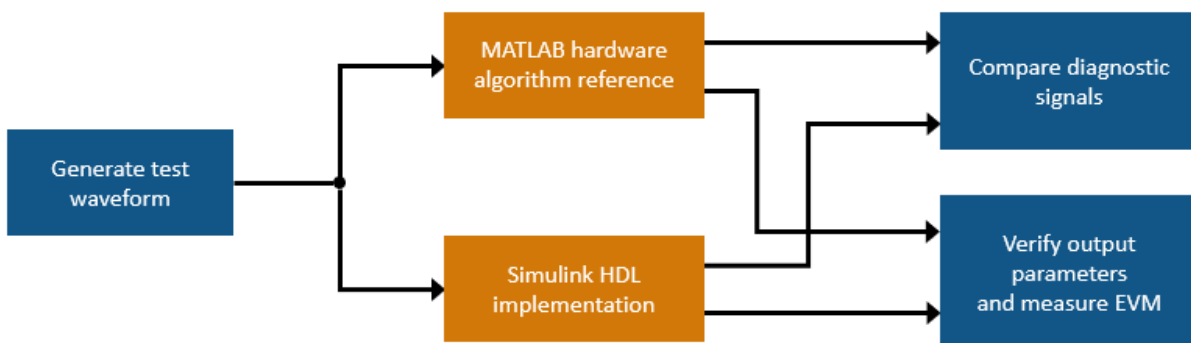 Generate test
waveform
MATLAB hardware
algorithm reference
Simulink HDL
implementation
Compare diagnostic
signals
Verify output
parameters
and measure EVM